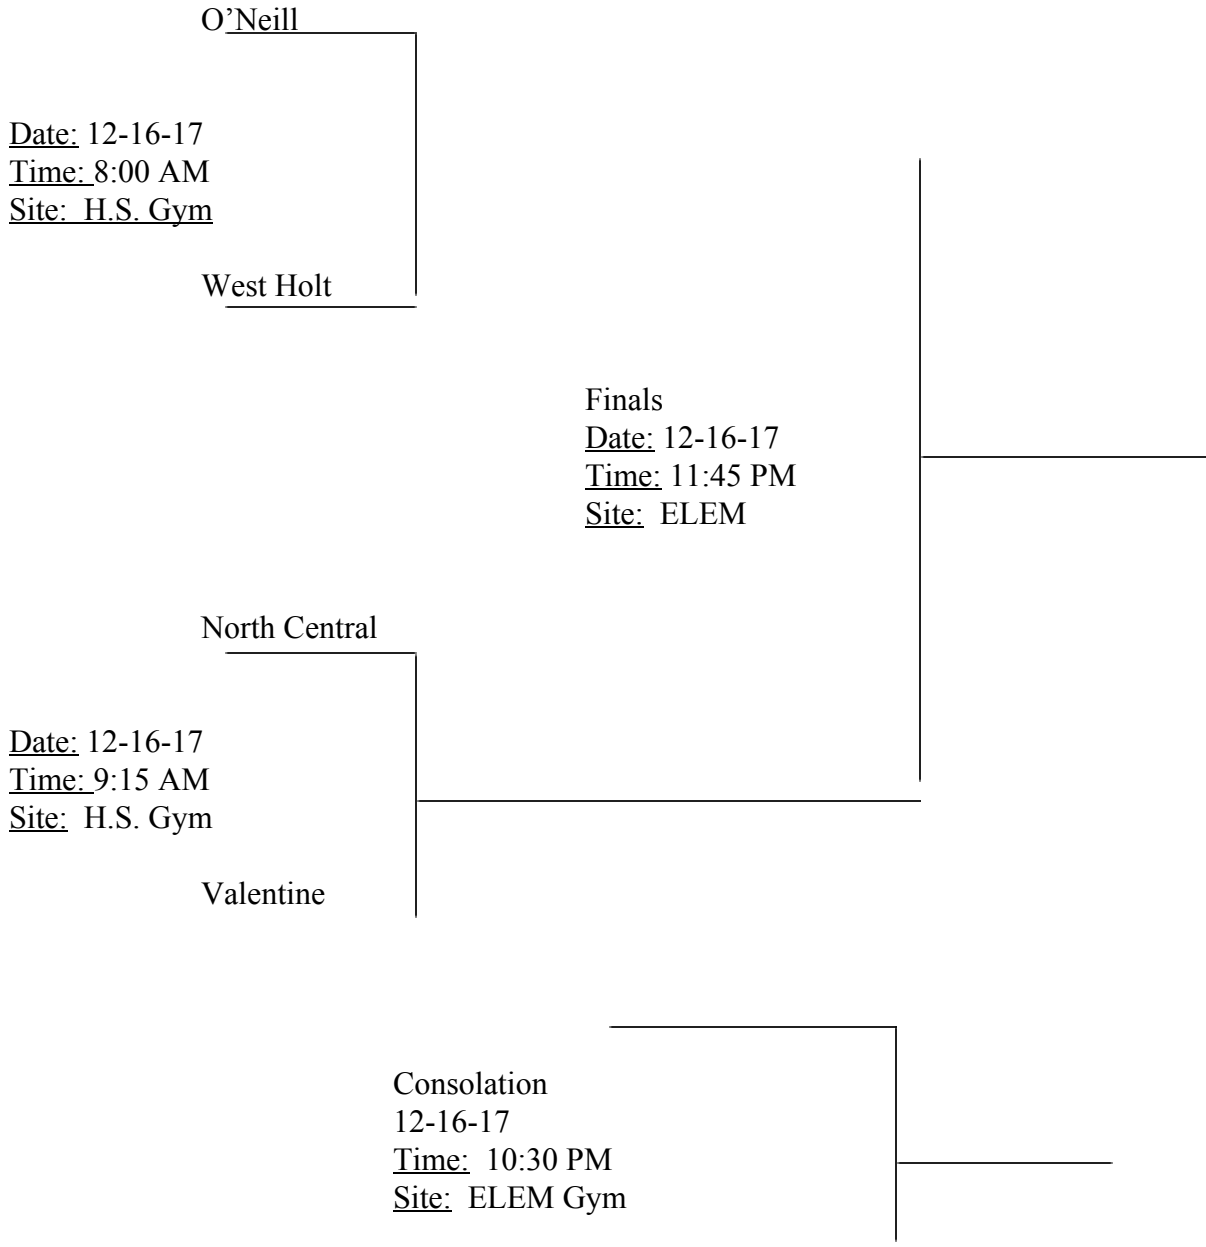 O’Neill
Date: 12-16-17
Time: 8:00 AM
Site:  H.S. Gym
West Holt
Finals
Date: 12-16-17
Time: 11:45 PM
Site:  ELEM
North Central
Date: 12-16-17
Time: 9:15 AM
Site:  H.S. Gym
Valentine
Consolation
12-16-17
Time:  10:30 PM
Site:  ELEM Gym